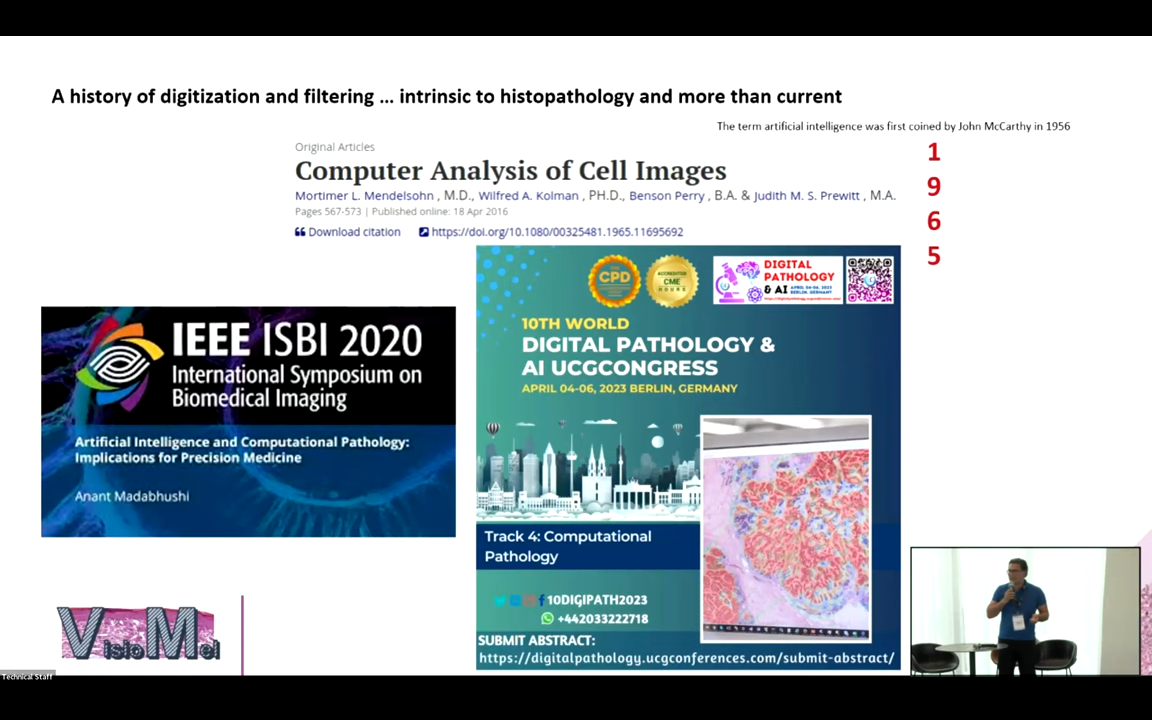 A history of digitization and filtering ... intrinsic to histopathology and more than current
The term artificial intelligence was first coined by John McCarthy in 1956
1
9
6
5
Original Articles
Computer Analysis of Cell Images
Mortimer L. Mendelsohn , M.D., Wilfred A. Kolman , PH.D., Benson Perry , B.A. & Judith M. S. Prewitt , M.A.
Pages 567-573 | Published online: 18 Apr 2016
Download citation https://doi.org/10.1080/00325481.1965.11695692
IEEE ISBI 2020
International Symposium on
Biomedical Imaging
Artificial Intelligence and Computational Pathology:
Implications for Precision Medicine
Anant Madabhushi
CPD
ACCREDITED
CME
HOURS
DIGITAL
PATHOLOGY
& AI APRIL 04-06, 2023
BERLIN, GERMANY
10TH WORLD
DIGITAL PATHOLOGY &
AI UCGCONGRESS
APRIL 04-06, 2023 BERLIN, GERMANY
Track 4: Computational
Pathology
10DIGIPATH2023
+442033222718
SUBMIT ABSTRACT:
https://digitalpathology.ucgconferences.com/submit-abstract/
VisioMel
Technical Staff